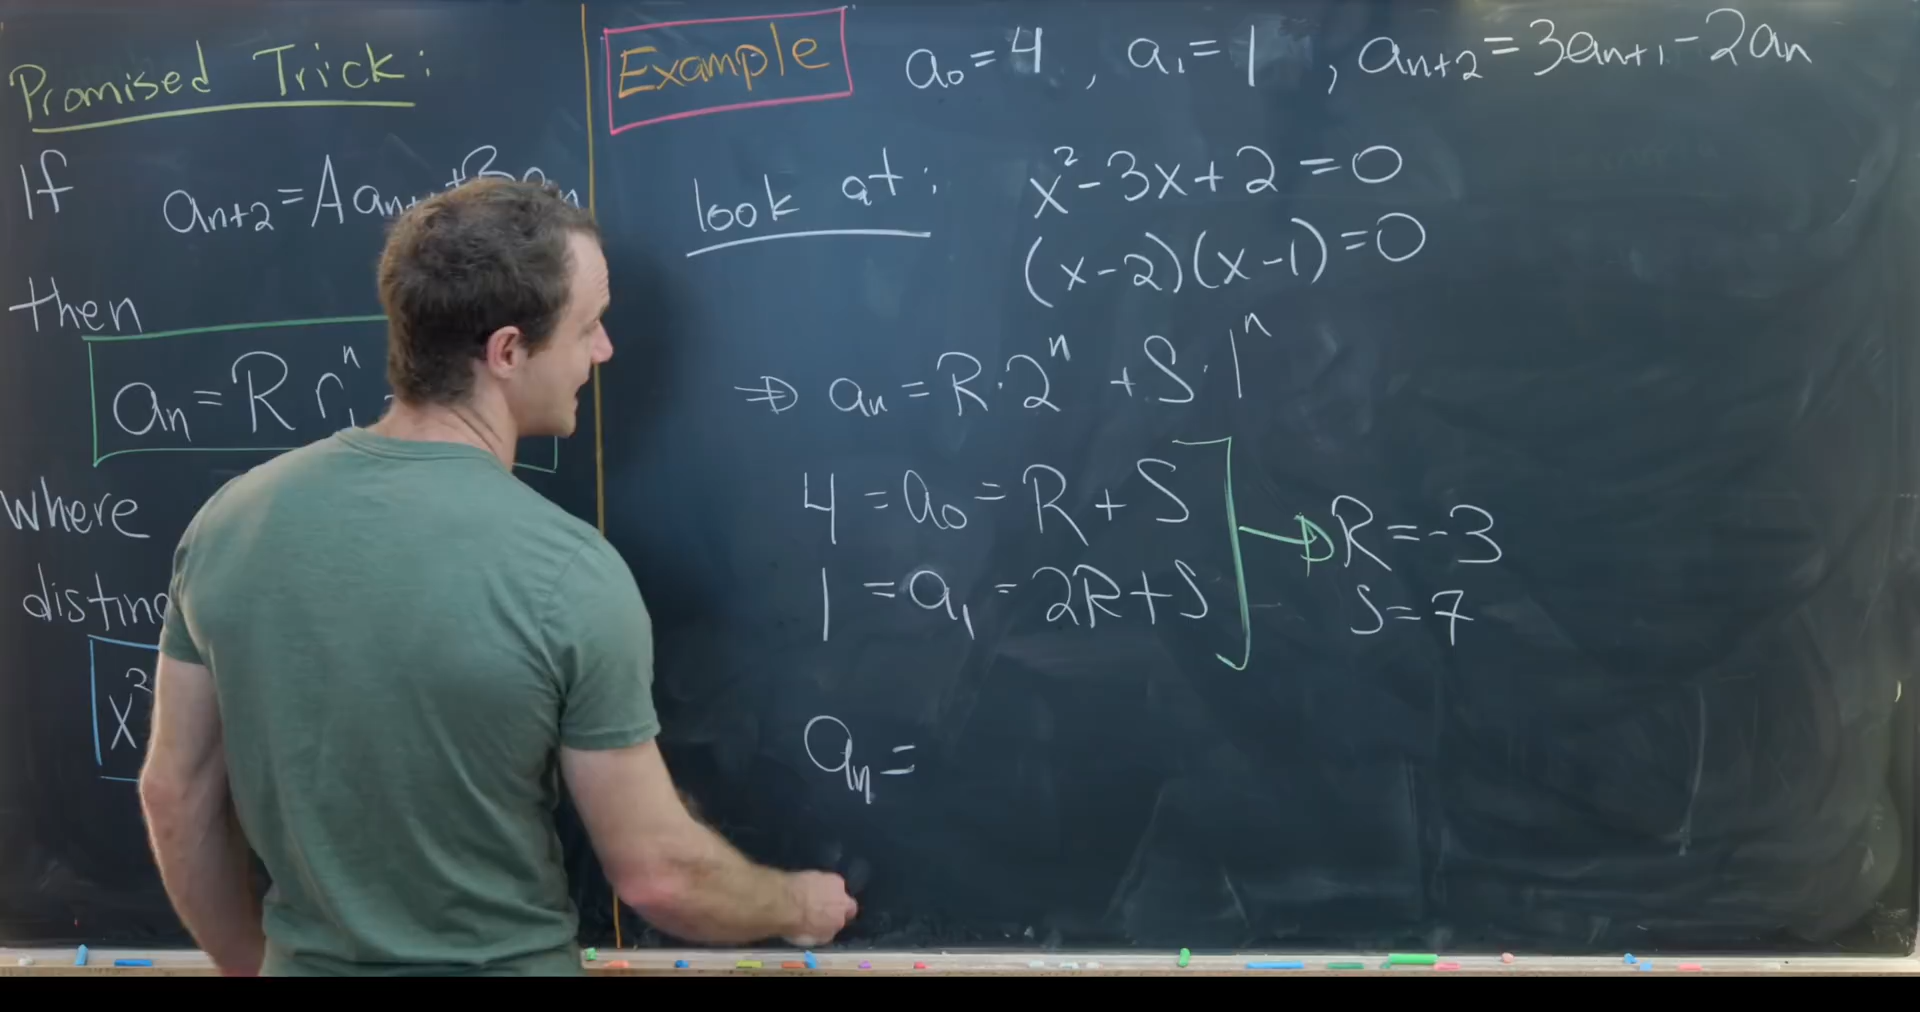 Promised Trick:
If aₙ₊₂ = A aₙ
then
aₙ = R r₁ⁿ
where
x²
Example a₀ = 4 , a₁ = 1 , aₙ₊₂ = 3aₙ₊₁ - 2aₙ
look at: x² - 3x + 2 = 0
(x - 2)(x - 1) = 0
⇒ aₙ = R·2ⁿ + S·1ⁿ
4 = a₀ = R + S
1 = a₁ = 2R + S
→ R = -3
S = 7
aₙ =